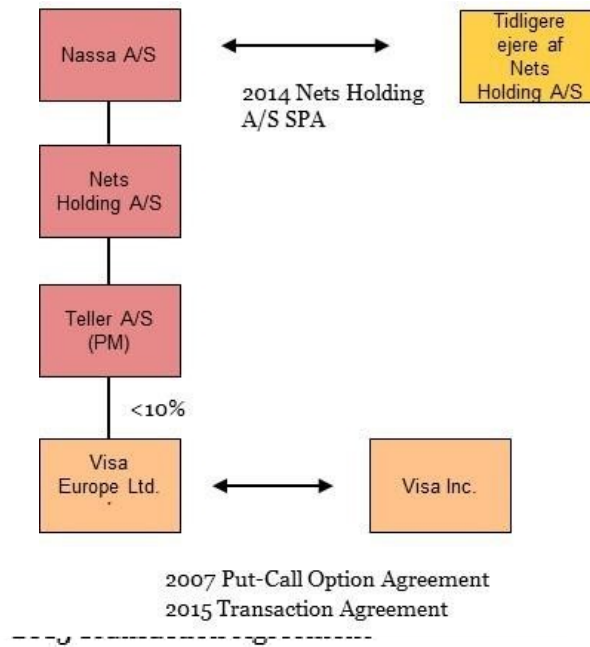 Nassa A/S
Tidligere
ejere af
Nets
Holding A/S
2014 Nets Holding
A/S SPA
Nets
Holding A/S
Teller A/S
(PM)
<10%
Visa
Europe Ltd.
Visa Inc.
2007 Put-Call Option Agreement
2015 Transaction Agreement